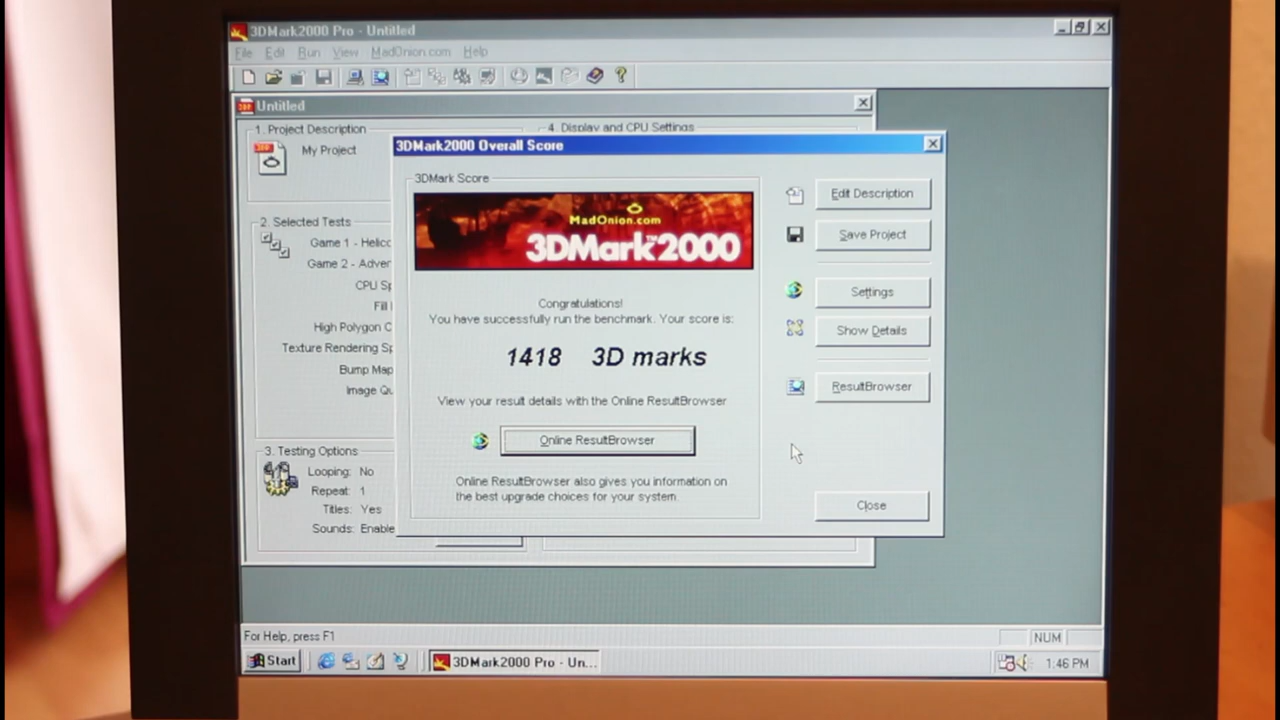 3DMark2000 Pro - Untitled
File Edit Run View MadOnion.com Help
Untitled
1. Project Description
4. Display and CPU Settings
My Project
2. Selected Tests
Game 1 - Helico
Game 2 - Adver
CPU Sp
Fill
High Polygon C
Texture Rendering Sp
Bump Map
Image Qu
3. Testing Options
Looping: No
Repeat: 1
Titles: Yes
Sounds: Enable
3DMark2000 Overall Score
3DMark Score
MadOnion.com
3DMark™2000
Congratulations!
You have successfully run the benchmark. Your score is:
1418 3D marks
View your result details with the Online ResultBrowser
Online ResultBrowser
Online ResultBrowser also gives you information on
the best upgrade choices for your system.
Edit Description
Save Project
Settings
Show Details
ResultBrowser
Close
For Help, press F1
NUM
Start
3DMark2000 Pro - Un...
1:46 PM